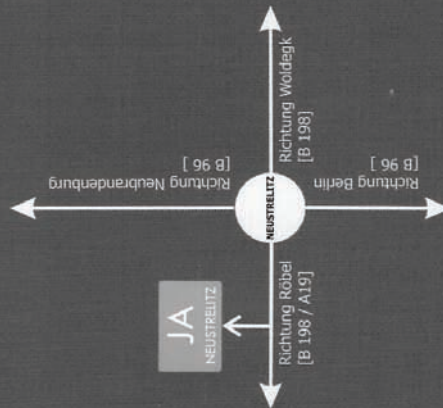 Richtung Neubrandenburg
[B 96 ]
JA
NEUSTRELITZ
NEUSTRELITZ
Richtung Röbel
[B 198 / A19]
Richtung Woldegk
[B 198]
Richtung Berlin
[B 96 ]